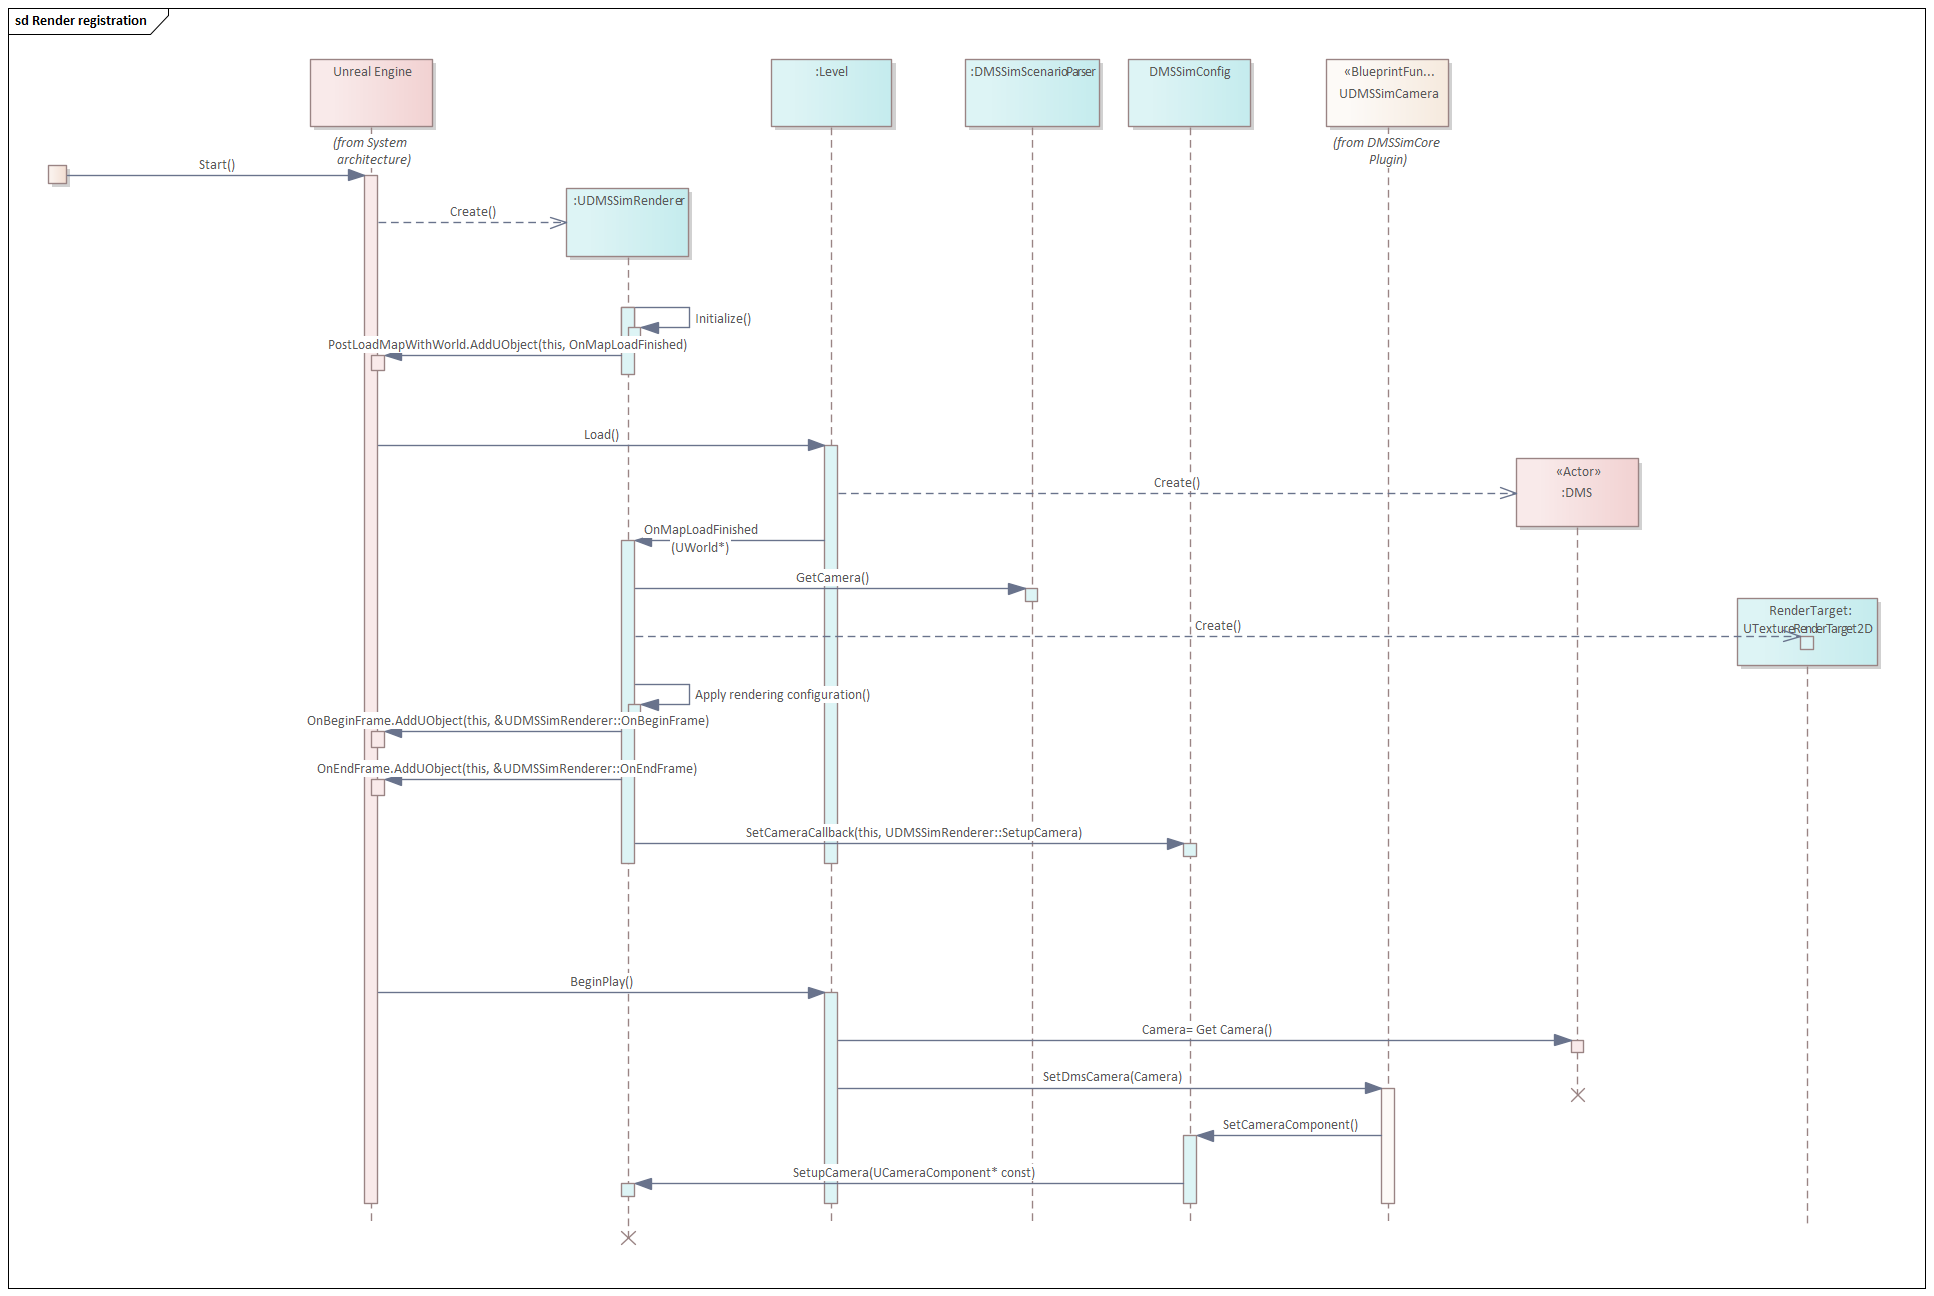 sd Render registration
Unreal Engine
(from System
architecture)
:Level
:DMSSimScenarioParser
DMSSimConfig
«BlueprintFun...
UDMSSimCamera
(from DMSSimCore
Plugin)
Start()
Create()
:UDMSSimRenderer
Initialize()
PostLoadMapWithWorld.AddUObject(this, OnMapLoadFinished)
Load()
«Actor»
:DMS
Create()
OnMapLoadFinished
(UWorld*)
GetCamera()
RenderTarget:
UTextureRenderTarget2D
Create()
Apply rendering configuration()
OnBeginFrame.AddUObject(this, &UDMSSimRenderer::OnBeginFrame)
OnEndFrame.AddUObject(this, &UDMSSimRenderer::OnEndFrame)
SetCameraCallback(this, UDMSSimRenderer::SetupCamera)
BeginPlay()
Camera= Get Camera()
SetDmsCamera(Camera)
SetCameraComponent()
SetupCamera(UCameraComponent* const)